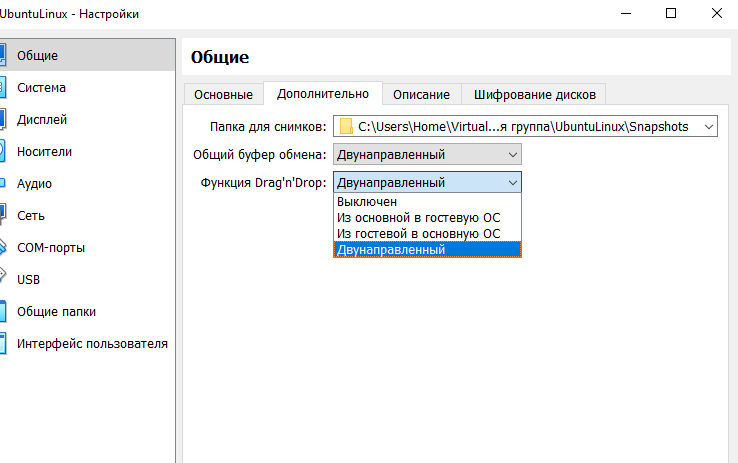 UbuntuLinux - Настройки
Общие
Система
Дисплей
Носители
Аудио
Сеть
COM-порты
USB
Общие папки
Интерфейс пользователя
Общие
Основные Дополнительно Описание Шифрование дисков
Папка для снимков: C:\Users\Home\Virtual...я группа\UbuntuLinux\Snapshots
Общий буфер обмена: Двунаправленный
Функция Drag'n'Drop: Двунаправленный
Выключен
Из основной в гостевую ОС
Из гостевой в основную ОС
Двунаправленный